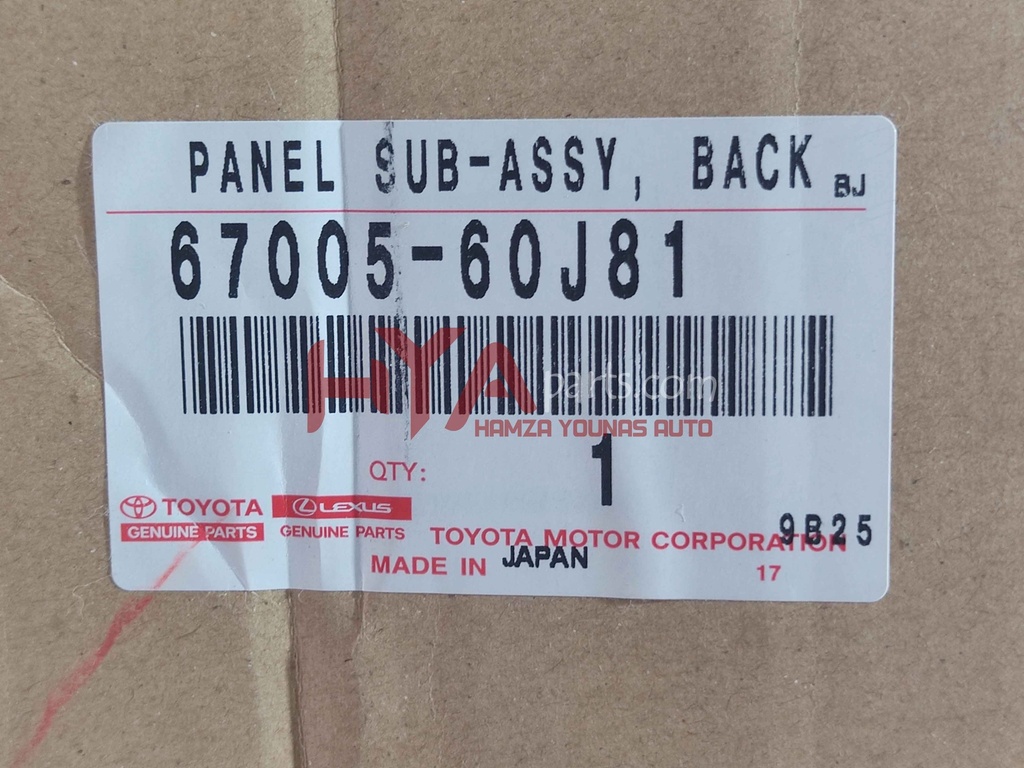 PANEL SUB-ASSY, BACK BJ
67005-60J81
HYA parts.com
HAMZA YOUNAS AUTO
QTY: 1
TOYOTA LEXUS
GENUINE PARTS GENUINE PARTS
TOYOTA MOTOR CORPORATION 9B25
MADE IN JAPAN 17